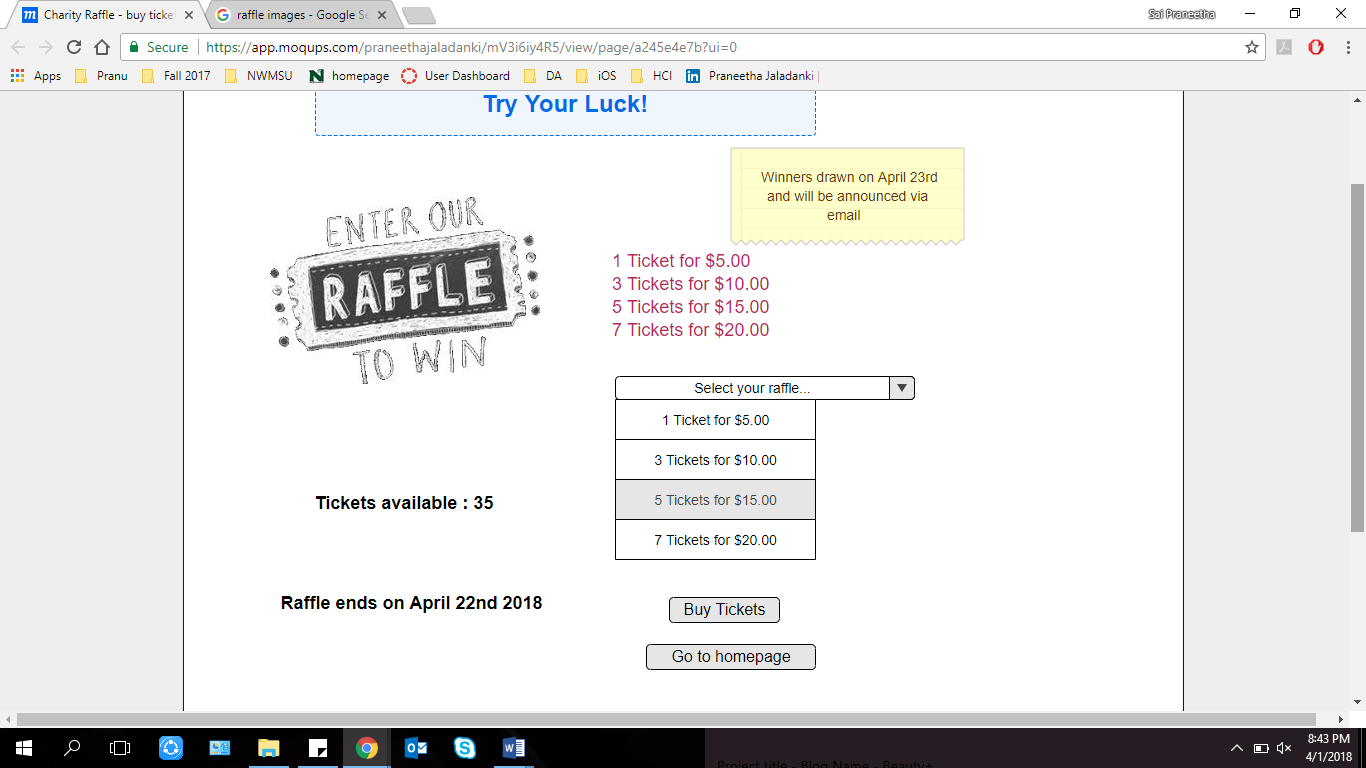 Charity Raffle - buy ticke
raffle images - Google Se
Sai Praneetha
Secure
https://app.moqups.com/praneethajaladanki/mV3i6iy4R5/view/page/a245e4e7b?ui=0
Apps
Pranu
Fall 2017
NWMSU
homepage
User Dashboard
DA
iOS
HCI
Praneetha Jaladanki
Try Your Luck!
Winners drawn on April 23rd
and will be announced via
email
ENTER OUR
RAFFLE
TO WIN
1 Ticket for $5.00
3 Tickets for $10.00
5 Tickets for $15.00
7 Tickets for $20.00
Select your raffle...
1 Ticket for $5.00
3 Tickets for $10.00
5 Tickets for $15.00
7 Tickets for $20.00
Tickets available : 35
Raffle ends on April 22nd 2018
Buy Tickets
Go to homepage
8:43 PM
4/1/2018
Project title - Blog Name - Beauty+